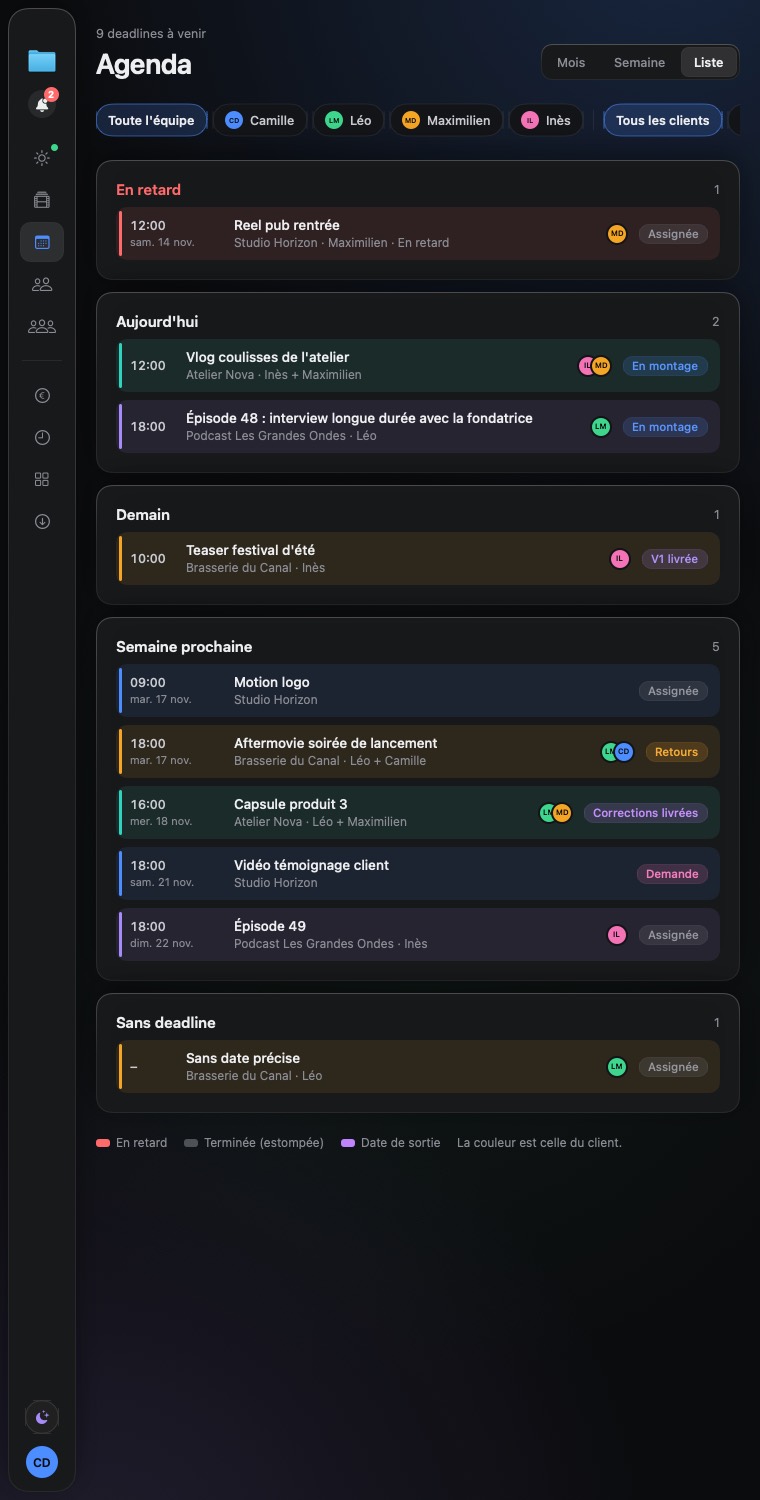 9 deadlines à venir
Agenda
Mois Semaine Liste
2
Toute l'équipe CD Camille LM Léo MD Maximilien IL Inès Tous les clients
En retard 1
12:00 Reel pub rentrée
sam. 14 nov. Studio Horizon · Maximilien · En retard MD Assignée
Aujourd'hui 2
12:00 Vlog coulisses de l'atelier
Atelier Nova · Inès + Maximilien MD En montage
18:00 Épisode 48 : interview longue durée avec la fondatrice
Podcast Les Grandes Ondes · Léo LM En montage
Demain 1
10:00 Teaser festival d'été
Brasserie du Canal · Inès IL V1 livrée
Semaine prochaine 5
09:00 Motion logo
mar. 17 nov. Studio Horizon Assignée
18:00 Aftermovie soirée de lancement
mar. 17 nov. Brasserie du Canal · Léo + Camille CD Retours
16:00 Capsule produit 3
mer. 18 nov. Atelier Nova · Léo + Maximilien MD Corrections livrées
18:00 Vidéo témoignage client
sam. 21 nov. Studio Horizon Demande
18:00 Épisode 49
dim. 22 nov. Podcast Les Grandes Ondes · Inès IL Assignée
Sans deadline 1
– Sans date précise
Brasserie du Canal · Léo LM Assignée
En retard Terminée (estompée) Date de sortie La couleur est celle du client.
CD